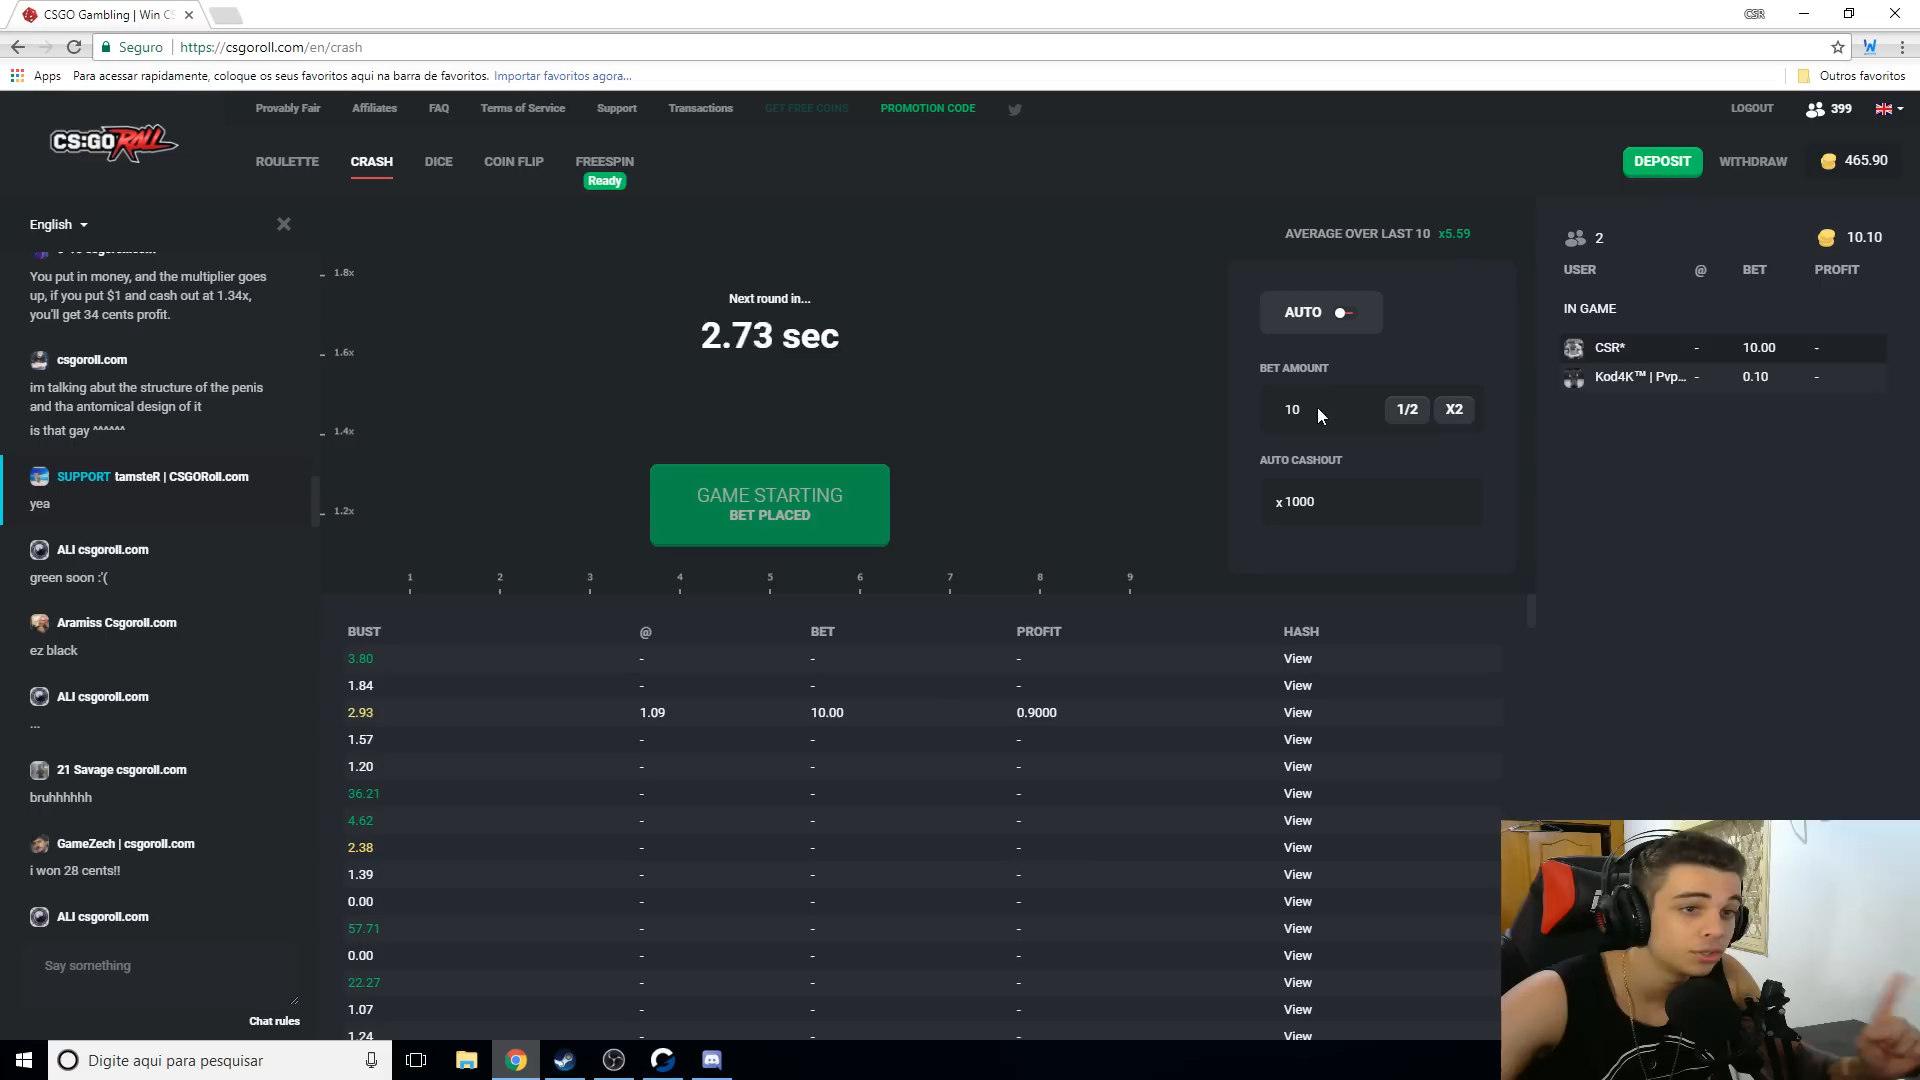 CSGO Gambling | Win CS
CSR
Seguro
https://csgoroll.com/en/crash
Apps
Para acessar rapidamente, coloque os seus favoritos aqui na barra de favoritos.
Importar favoritos agora...
Outros favoritos
Provably Fair
Affiliates
FAQ
Terms of Service
Support
Transactions
GET FREE COINS
PROMOTION CODE
LOGOUT
399
CS:GO ROLL
ROULETTE
CRASH
DICE
COIN FLIP
FREESPIN
Ready
DEPOSIT
WITHDRAW
465.90
English
You put in money, and the multiplier goes
up, if you put $1 and cash out at 1.34x,
you'll get 34 cents profit.
csgoroll.com
im talking abut the structure of the penis
and tha antomical design of it
is that gay ^^^^^^
SUPPORT tamsteR | CSGORoll.com
yea
ALI csgoroll.com
green soon :'(
Aramiss Csgoroll.com
ez black
ALI csgoroll.com
...
21 Savage csgoroll.com
bruhhhhhh
GameZech | csgoroll.com
i won 28 cents!!
ALI csgoroll.com
Say something
Chat rules
1.8x
1.6x
1.4x
1.2x
Next round in...
2.73 sec
GAME STARTING
BET PLACED
1 2 3 4 5 6 7 8 9
AVERAGE OVER LAST 10 x5.59
AUTO
BET AMOUNT
10
1/2
X2
AUTO CASHOUT
x 1000
2
10.10
USER @ BET PROFIT
IN GAME
CSR* - 10.00 -
Kod4K™ | Pvp... - 0.10 -
BUST @ BET PROFIT HASH
3.80 - - - View
1.84 - - - View
2.93 1.09 10.00 0.9000 View
1.57 - - - View
1.20 - - - View
36.21 - - - View
4.62 - - - View
2.38 - - - View
1.39 - - - View
0.00 - - - View
57.71 - - - View
0.00 - - - View
22.27 - - - View
1.07 - - - View
1.24 - - - View
Digite aqui para pesquisar